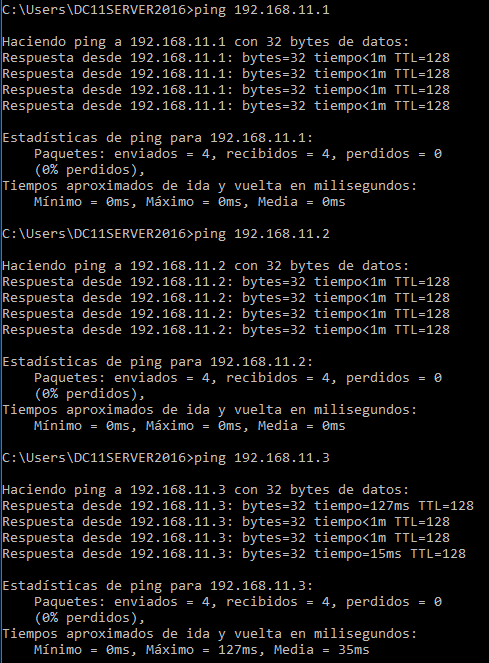 C:\Users\DC11SERVER2016>ping 192.168.11.1
Haciendo ping a 192.168.11.1 con 32 bytes de datos:
Respuesta desde 192.168.11.1: bytes=32 tiempo<1m TTL=128
Respuesta desde 192.168.11.1: bytes=32 tiempo<1m TTL=128
Respuesta desde 192.168.11.1: bytes=32 tiempo<1m TTL=128
Respuesta desde 192.168.11.1: bytes=32 tiempo<1m TTL=128
Estadísticas de ping para 192.168.11.1:
Paquetes: enviados = 4, recibidos = 4, perdidos = 0
(0% perdidos),
Tiempos aproximados de ida y vuelta en milisegundos:
Mínimo = 0ms, Máximo = 0ms, Media = 0ms
C:\Users\DC11SERVER2016>ping 192.168.11.2
Haciendo ping a 192.168.11.2 con 32 bytes de datos:
Respuesta desde 192.168.11.2: bytes=32 tiempo<1m TTL=128
Respuesta desde 192.168.11.2: bytes=32 tiempo<1m TTL=128
Respuesta desde 192.168.11.2: bytes=32 tiempo<1m TTL=128
Respuesta desde 192.168.11.2: bytes=32 tiempo<1m TTL=128
Estadísticas de ping para 192.168.11.2:
Paquetes: enviados = 4, recibidos = 4, perdidos = 0
(0% perdidos),
Tiempos aproximados de ida y vuelta en milisegundos:
Mínimo = 0ms, Máximo = 0ms, Media = 0ms
C:\Users\DC11SERVER2016>ping 192.168.11.3
Haciendo ping a 192.168.11.3 con 32 bytes de datos:
Respuesta desde 192.168.11.3: bytes=32 tiempo=127ms TTL=128
Respuesta desde 192.168.11.3: bytes=32 tiempo<1m TTL=128
Respuesta desde 192.168.11.3: bytes=32 tiempo<1m TTL=128
Respuesta desde 192.168.11.3: bytes=32 tiempo=15ms TTL=128
Estadísticas de ping para 192.168.11.3:
Paquetes: enviados = 4, recibidos = 4, perdidos = 0
(0% perdidos),
Tiempos aproximados de ida y vuelta en milisegundos:
Mínimo = 0ms, Máximo = 127ms, Media = 35ms